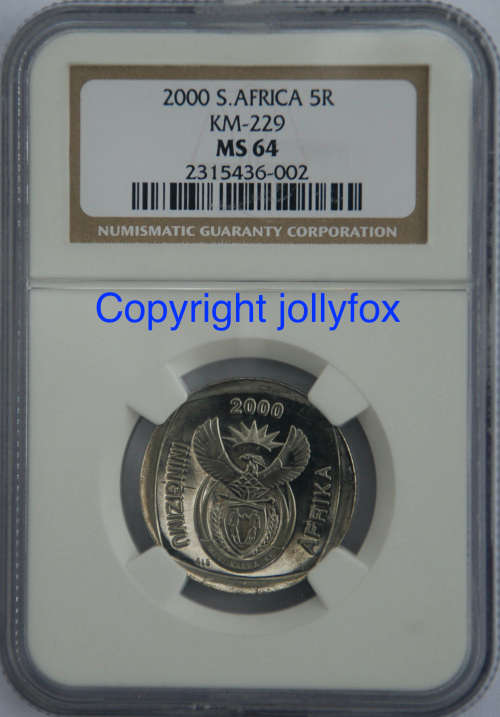 2000 S.AFRICA 5R
KM-229
MS 64
2315436-002
NUMISMATIC GUARANTY CORPORATION
Copyright jollyfox
2000
AFRIKA